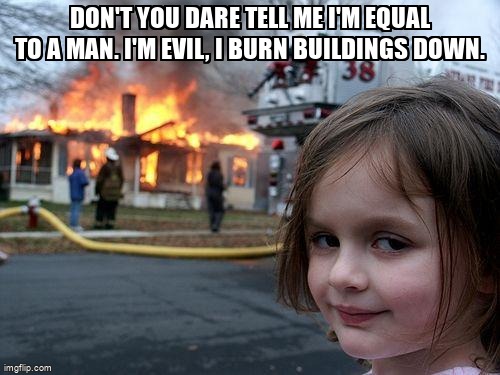 DON'T YOU DARE TELL ME I'M EQUAL
TO A MAN. I'M EVIL, I BURN BUILDINGS DOWN.
38
imgflip.com